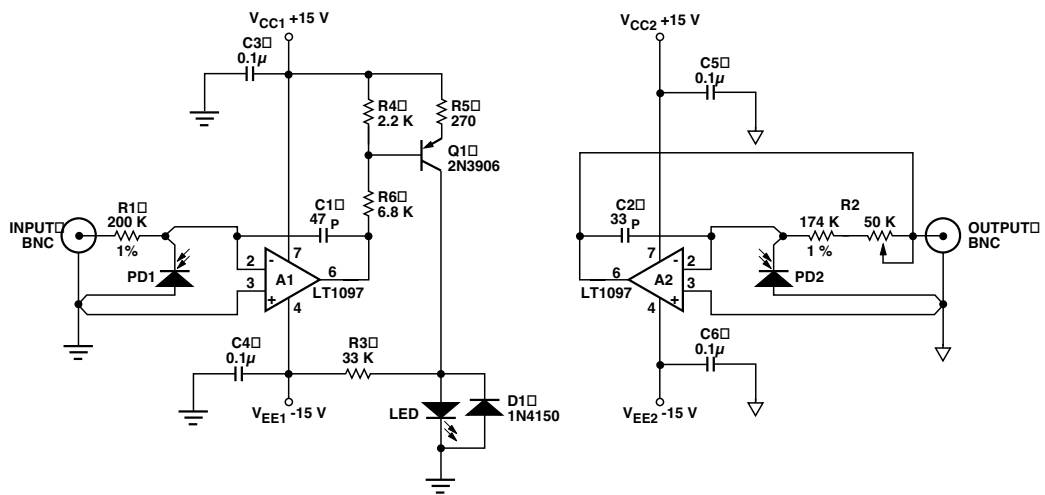 VCC1 +15 V
C3□
0.1µ
R4□
2.2 K
R5□
270
Q1□
2N3906
R6□
6.8 K
C1□
47 P
INPUT□
BNC
R1□
200 K
1%
PD1
2
3
-
+
A1
7
6
4
LT1097
C4□
0.1µ
R3□
33 K
VEE1 -15 V
LED
D1□
1N4150
VCC2 +15 V
C5□
0.1µ
C2□
33 P
R2
174 K
50 K
1 %
OUTPUT□
BNC
PD2
7
6
A2
-
+
2
3
4
LT1097
C6□
0.1µ
VEE2 -15 V